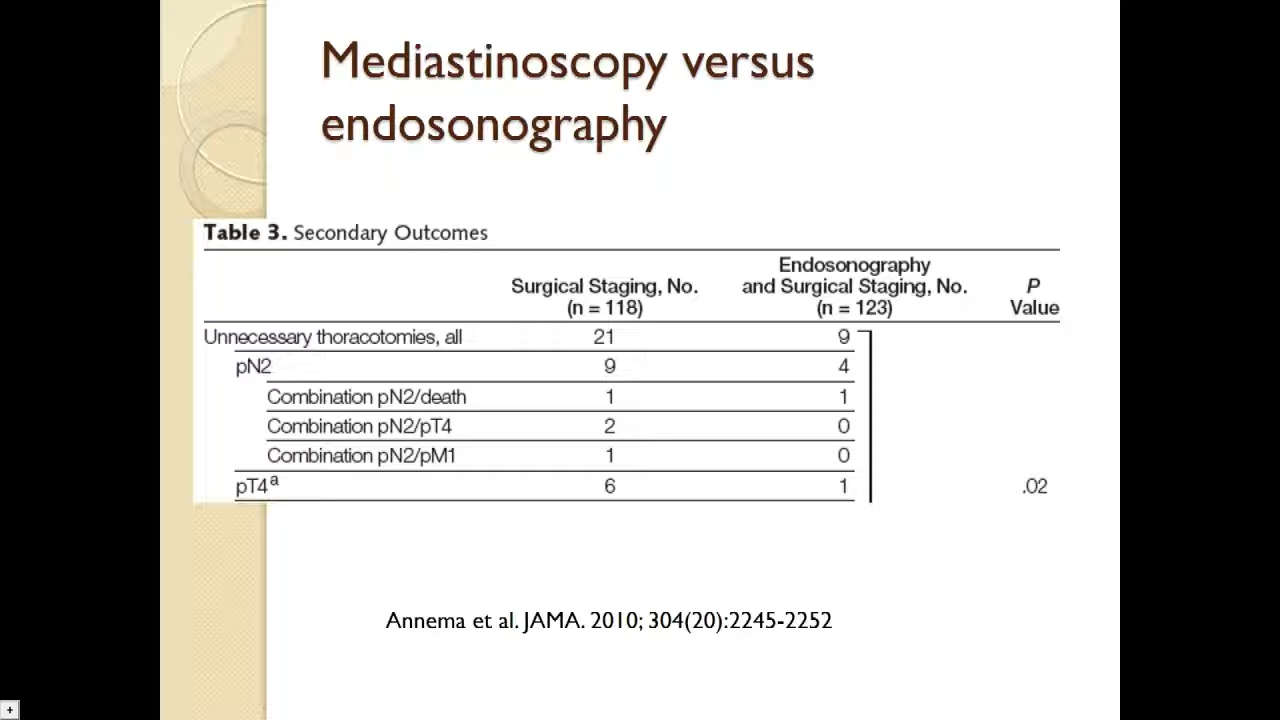 Mediastinoscopy versus
endosonography
Table 3. Secondary Outcomes
Surgical Staging, No. (n = 118)
Endosonography and Surgical Staging, No. (n = 123)
P Value
Unnecessary thoracotomies, all 21 9
pN2 9 4
Combination pN2/death 1 1
Combination pN2/pT4 2 0
Combination pN2/pM1 1 0
pT4a 6 1 .02
Annema et al. JAMA. 2010; 304(20):2245-2252
+